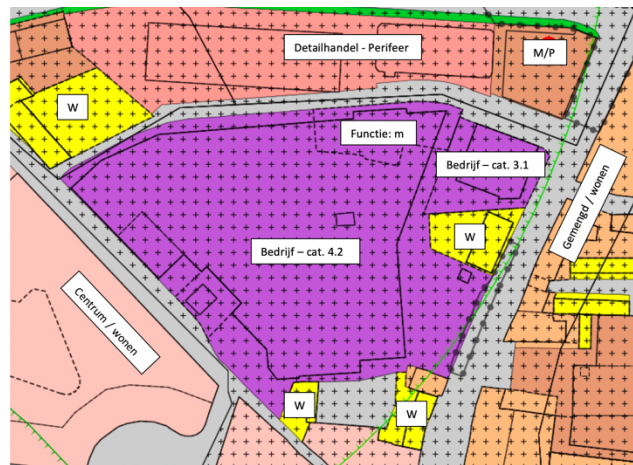 Detailhandel - Perifeer
M/P
W
Functie: m
Bedrijf – cat. 3.1
Gemengd / wonen
W
Bedrijf – cat. 4.2
Centrum / wonen
W
W